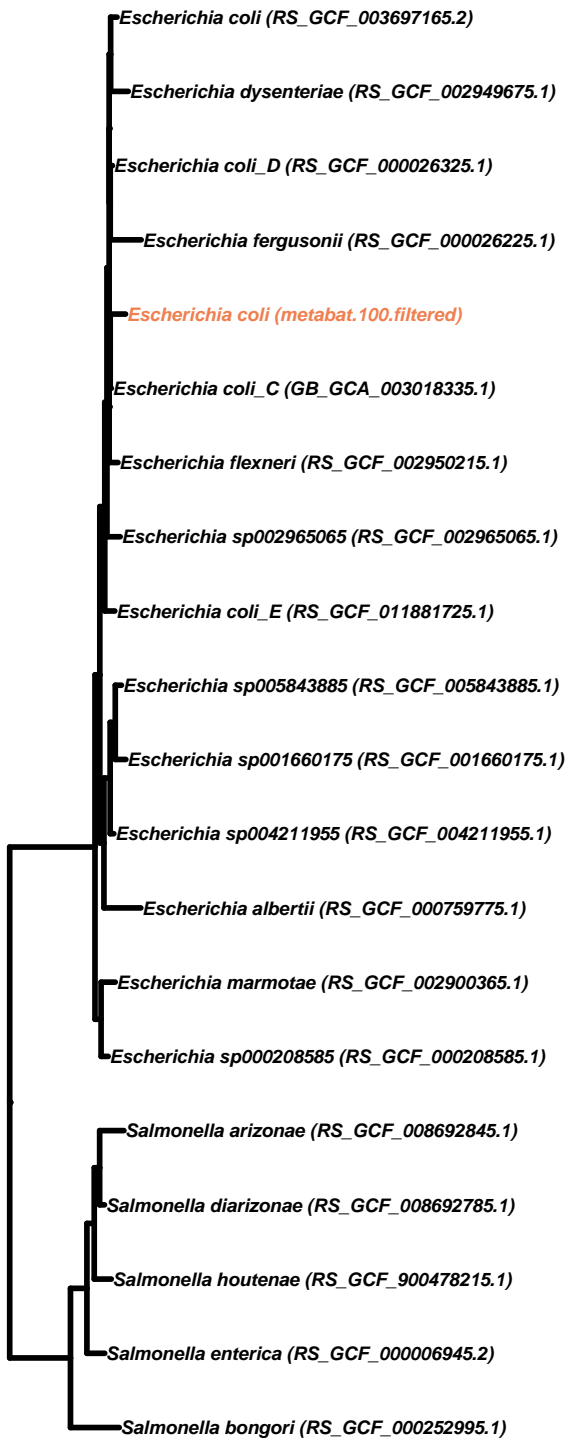 Escherichia coli (RS_GCF_003697165.2)
Escherichia dysenteriae (RS_GCF_002949675.1)
Escherichia coli_D (RS_GCF_000026325.1)
Escherichia fergusonii (RS_GCF_000026225.1)
Escherichia coli (metabat.100.filtered)
Escherichia coli_C (GB_GCA_003018335.1)
Escherichia flexneri (RS_GCF_002950215.1)
Escherichia sp002965065 (RS_GCF_002965065.1)
Escherichia coli_E (RS_GCF_011881725.1)
Escherichia sp005843885 (RS_GCF_005843885.1)
Escherichia sp001660175 (RS_GCF_001660175.1)
Escherichia sp004211955 (RS_GCF_004211955.1)
Escherichia albertii (RS_GCF_000759775.1)
Escherichia marmotae (RS_GCF_002900365.1)
Escherichia sp000208585 (RS_GCF_000208585.1)
Salmonella arizonae (RS_GCF_008692845.1)
Salmonella diarizonae (RS_GCF_008692785.1)
Salmonella houtenae (RS_GCF_900478215.1)
Salmonella enterica (RS_GCF_000006945.2)
Salmonella bongori (RS_GCF_000252995.1)